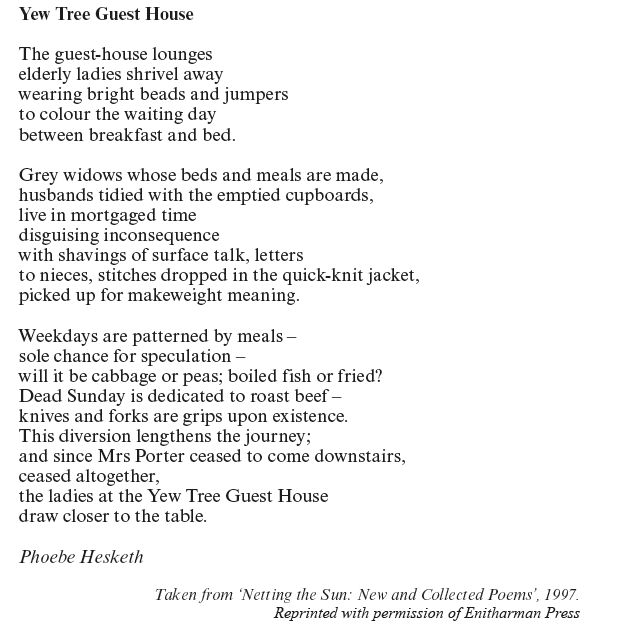 Yew Tree Guest House
The guest-house lounges
elderly ladies shrivel away
wearing bright beads and jumpers
to colour the waiting day
between breakfast and bed.
Grey widows whose beds and meals are made,
husbands tidied with the emptied cupboards,
live in mortgaged time
disguising inconsequence
with shavings of surface talk, letters
to nieces, stitches dropped in the quick-knit jacket,
picked up for makeweight meaning.
Weekdays are patterned by meals –
sole chance for speculation –
will it be cabbage or peas; boiled fish or fried?
Dead Sunday is dedicated to roast beef –
knives and forks are grips upon existence.
This diversion lengthens the journey;
and since Mrs Porter ceased to come downstairs,
ceased altogether,
the ladies at the Yew Tree Guest House
draw closer to the table.
Phoebe Hesketh
Taken from ‘Netting the Sun: New and Collected Poems’, 1997.
Reprinted with permission of Enitharman Press